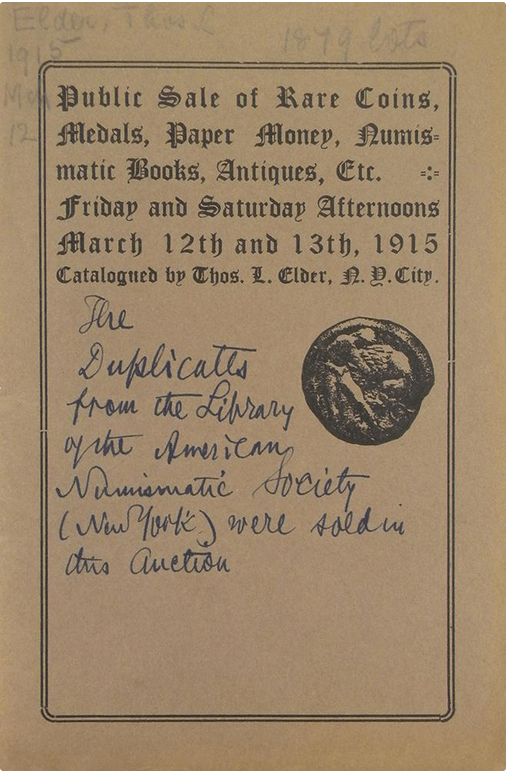 Elder, Thos L
1879 lots
1915
Mch
12
Public Sale of Rare Coins,
Medals, Paper Money, Numis-
matic Books, Antiques, Etc. -:-
Friday and Saturday Afternoons
March 12th and 13th, 1915
Catalogued by Thos. L. Elder, N. Y. City.
The
Duplicates
from the Library
of the American
Numismatic Society
(New York) were sold in
this Auction